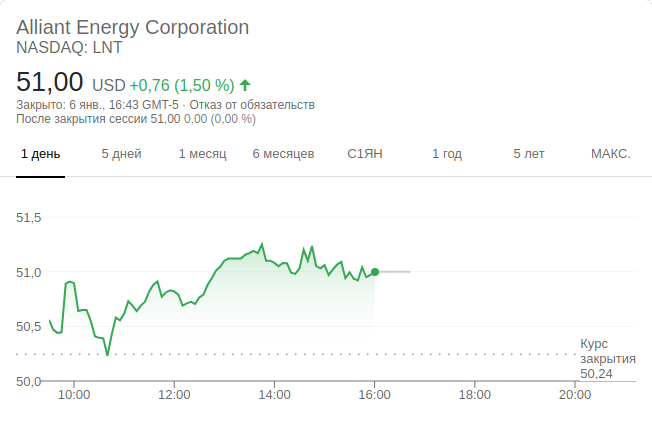 Alliant Energy Corporation
NASDAQ: LNT
51,00 USD +0,76 (1,50 %)
Закрыто: 6 янв., 16:43 GMT-5 · Отказ от обязательств
После закрытия сессии 51,00 0,00 (0,00 %)
1 день 5 дней 1 месяц 6 месяцев С1ЯН 1 год 5 лет МАКС.
51,5
51,0
50,5
Курс
закрытия
50,24
50,0
10:00 12:00 14:00 16:00 18:00 20:00